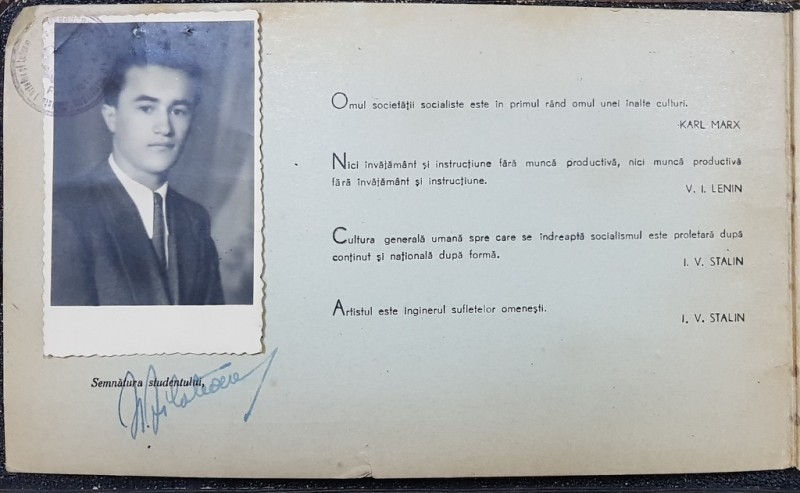 Omul societății socialiste este în primul rând omul unei înalte culturi.
KARL MARX
Nici învățământ și instrucțiune fără muncă productivă, nici muncă productivă
fără învățământ și instrucțiune.
V. I. LENIN
Cultura generală umană spre care se îndreaptă socialismul este proletară după
conținut și națională după formă.
I. V. STALIN
Artistul este inginerul sufletelor omenești.
I. V. STALIN
Semnătura studentului,